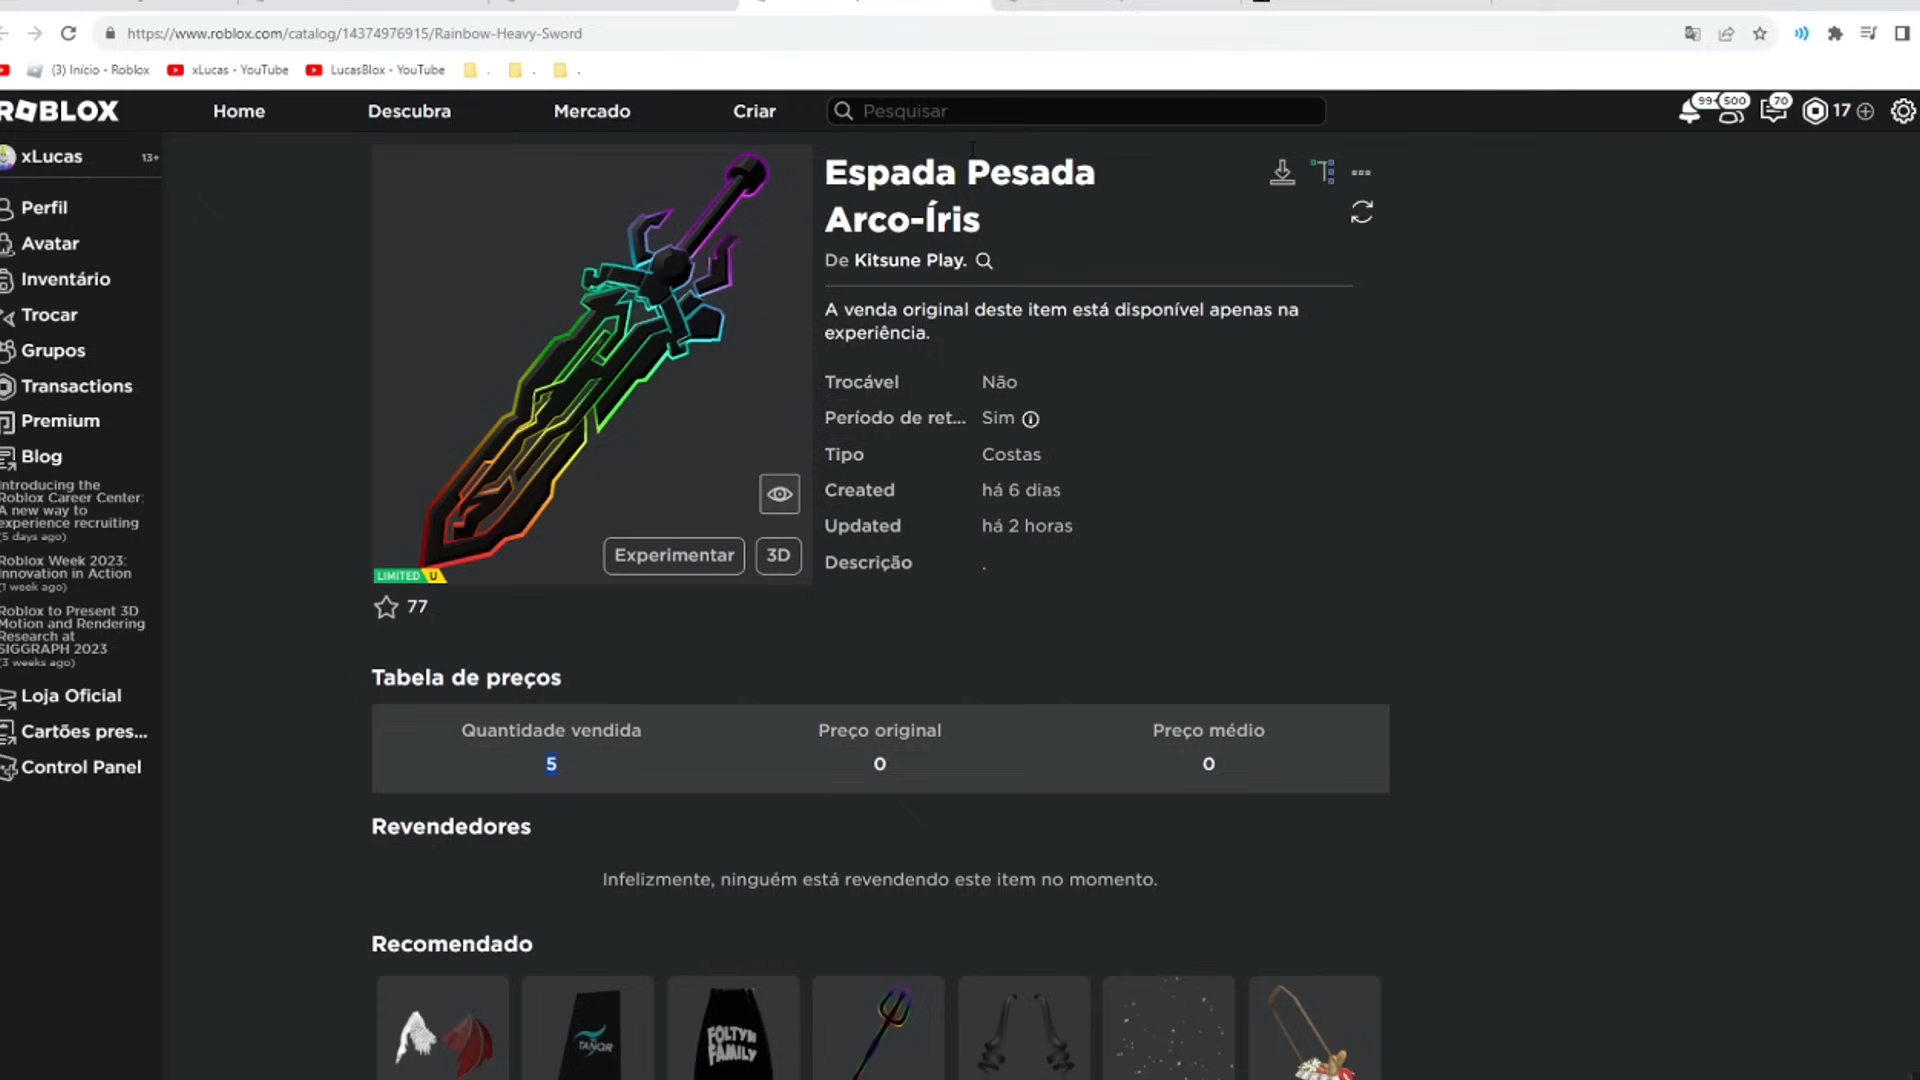 https://www.roblox.com/catalog/14374976915/Rainbow-Heavy-Sword
(3) Início - Roblox
xLucas - YouTube
LucasBlox - YouTube
.
.
.
ROBLOX
Home
Descubra
Mercado
Criar
Pesquisar
99+
500
70
17
xLucas
13+
Perfil
Avatar
Inventário
Trocar
Grupos
Transactions
Premium
Blog
Introducing the
Roblox Career Center:
A new way to
experience recruiting
(5 days ago)
Roblox Week 2023:
Innovation in Action
(1 week ago)
Roblox to Present 3D
Motion and Rendering
Research at
SIGGRAPH 2023
(3 weeks ago)
Loja Oficial
Cartões pres...
Control Panel
Espada Pesada
Arco-Íris
De Kitsune Play.
A venda original deste item está disponível apenas na
experiência.
Trocável Não
Período de ret... Sim
Tipo Costas
Created há 6 dias
Updated há 2 horas
Descrição .
Experimentar
3D
LIMITED U
77
Tabela de preços
Quantidade vendida
5
Preço original
0
Preço médio
0
Revendedores
Infelizmente, ninguém está revendendo este item no momento.
Recomendado
TANQR
FOLTYN
FAMILY